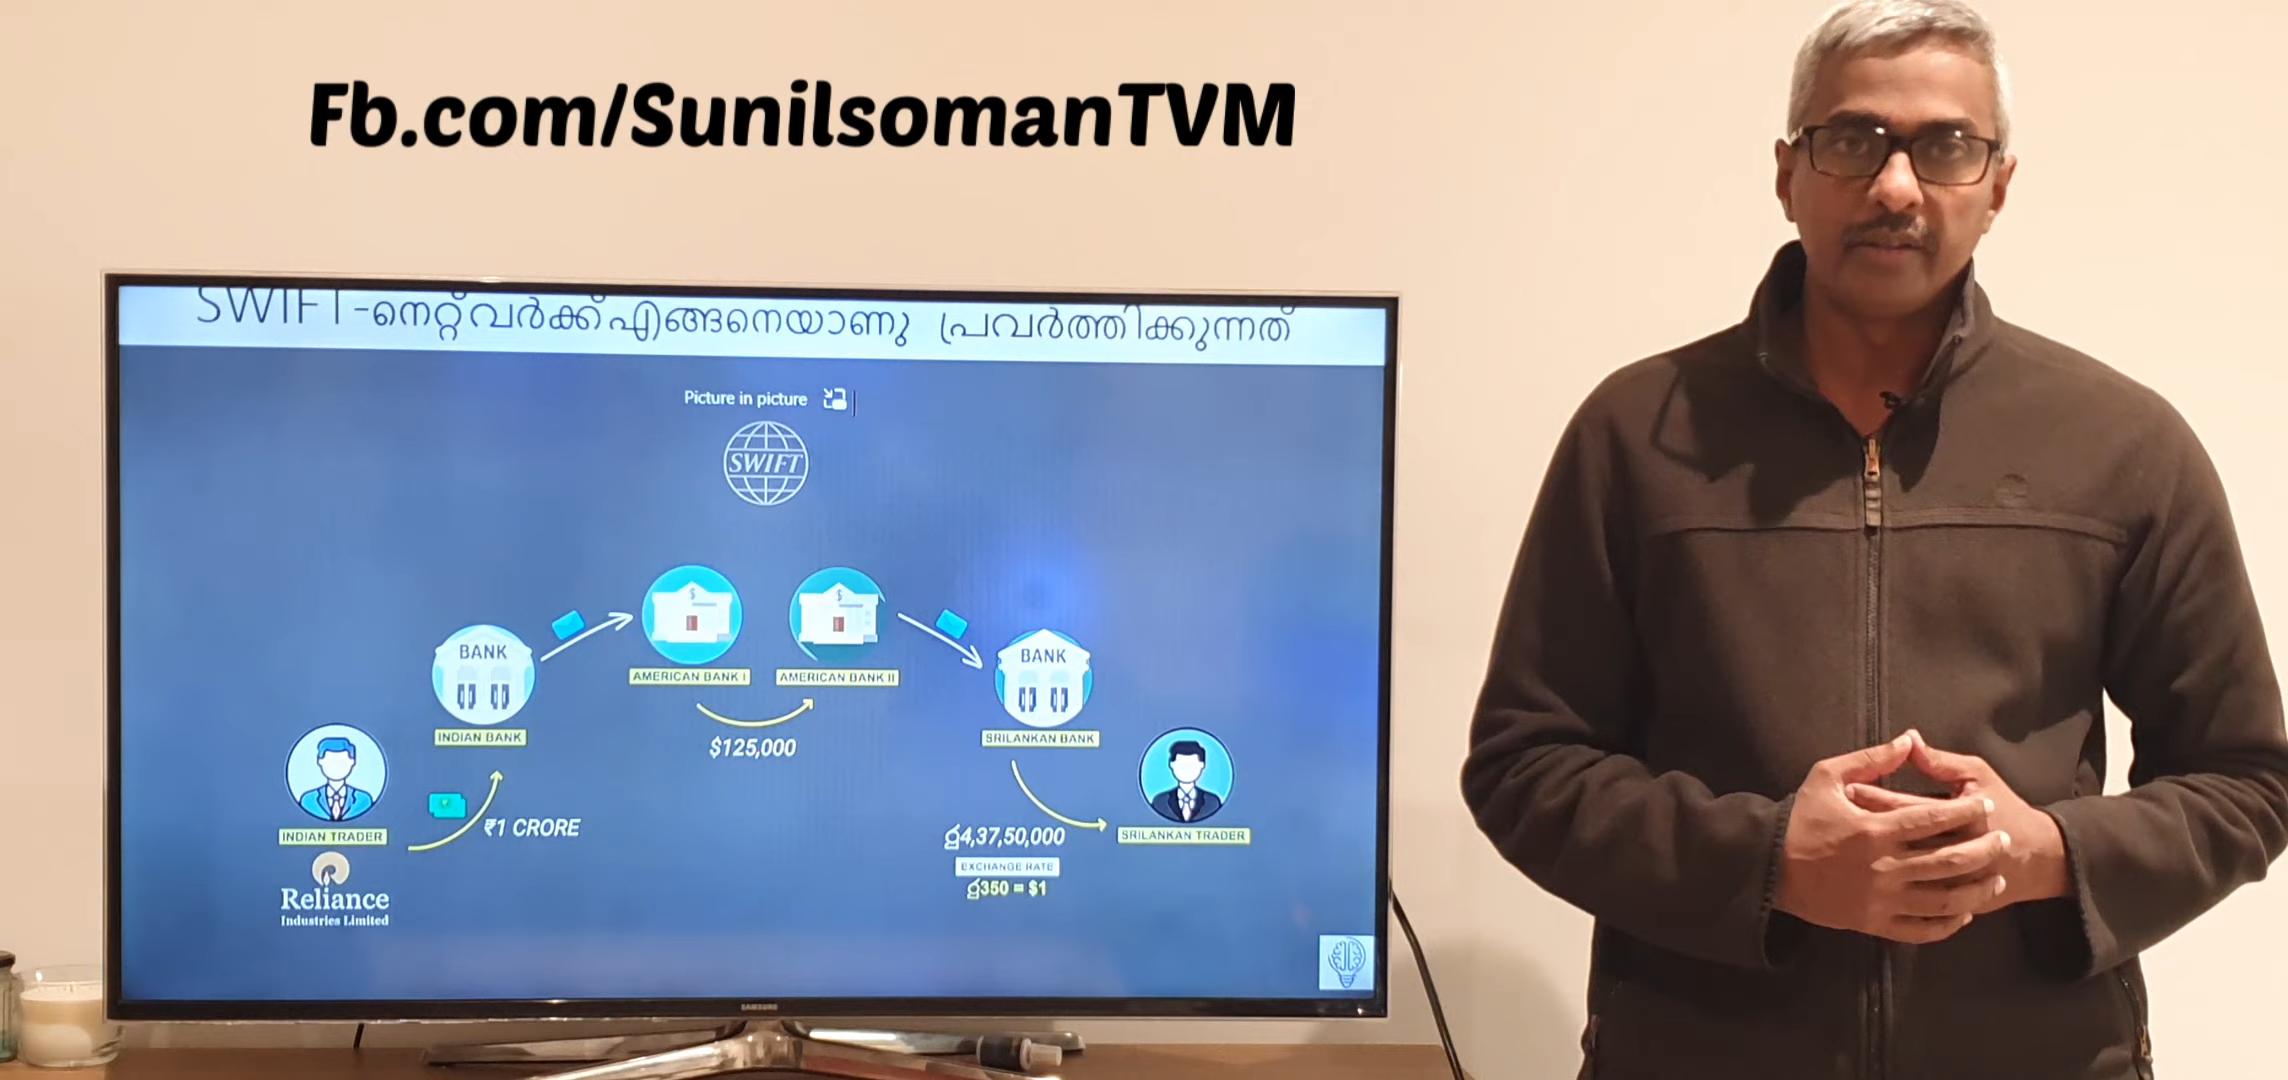 Fb.com/SunilsomanTVM
SWIFT-നെറ്റ്‌വർക്ക് എങ്ങനെയാണു പ്രവർത്തിക്കുന്നത്
Picture in picture
SWIFT
BANK
BANK
AMERICAN BANK I
AMERICAN BANK II
INDIAN BANK
SRILANKAN BANK
$125,000
₹1 CRORE
INDIAN TRADER
SRILANKAN TRADER
රු4,37,50,000
EXCHANGE RATE
රු350 = $1
Reliance
Industries Limited
SAMSUNG